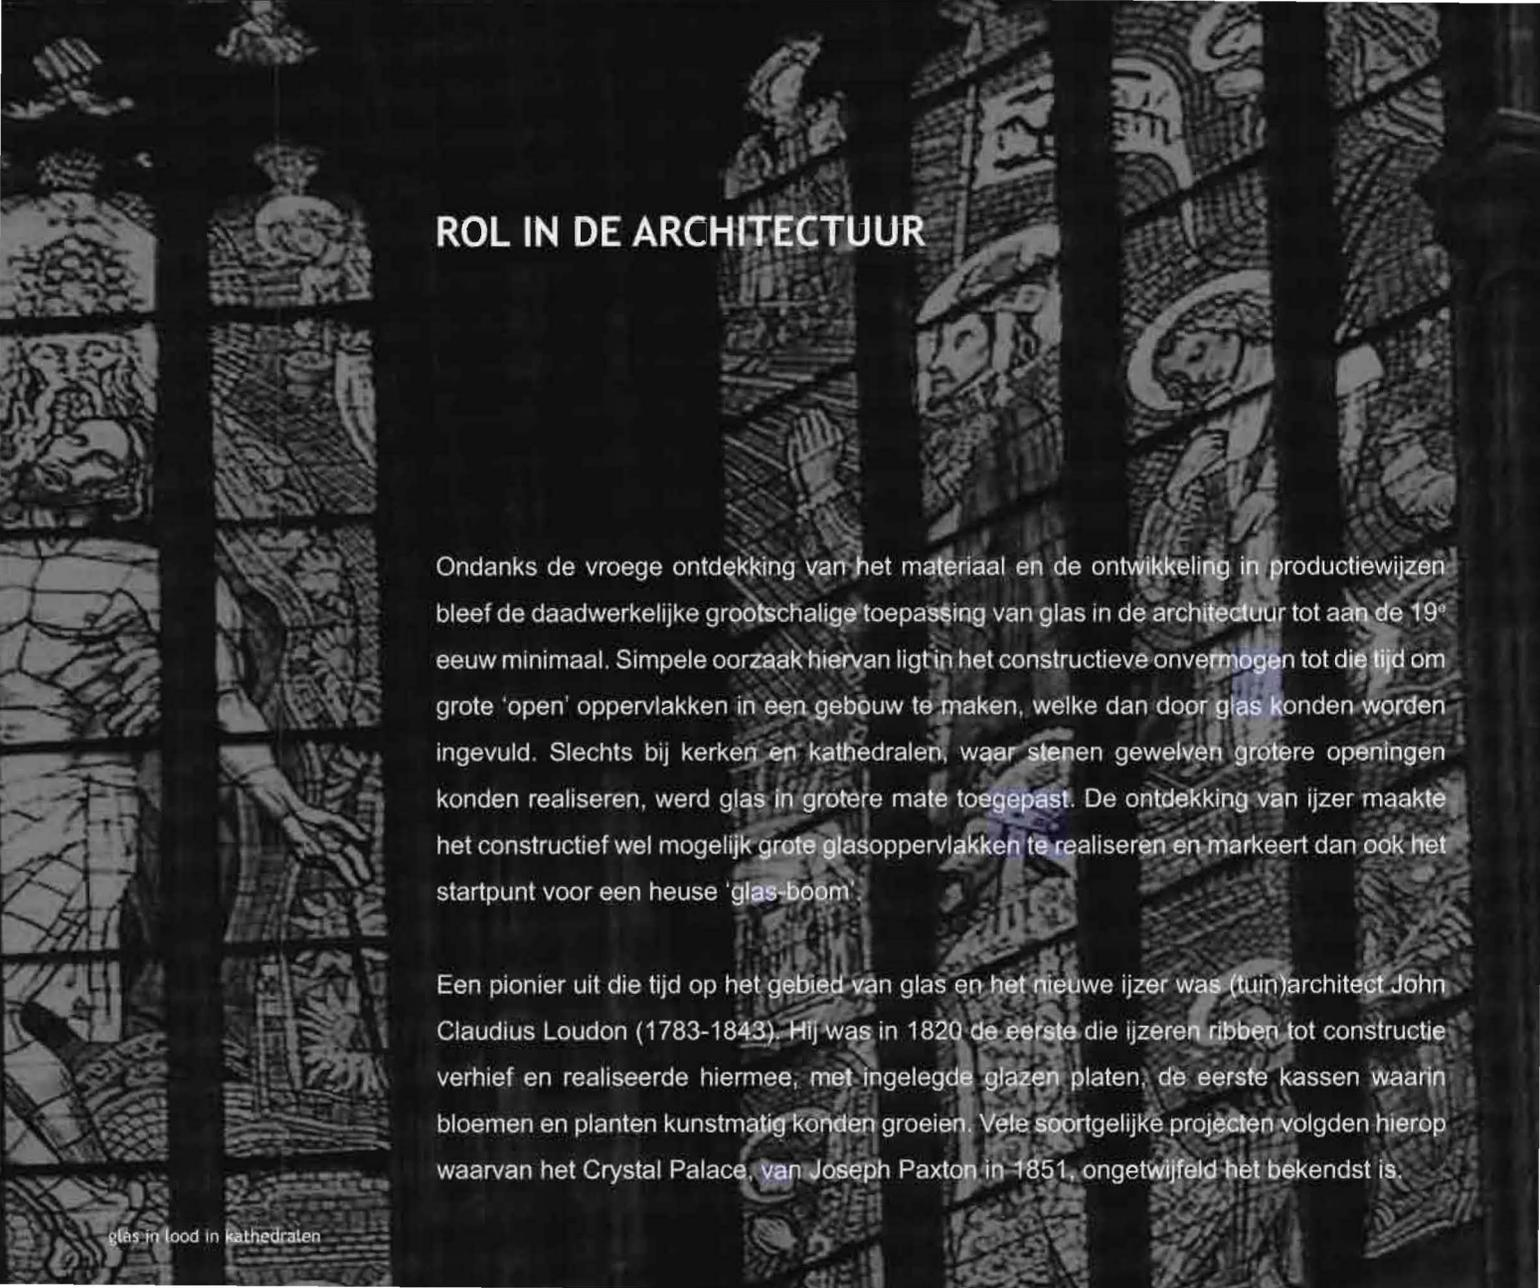 ROL IN DE ARCHITECTUUR
Ondanks de vroege ontdekking van het materiaal en de ontwikkeling in productiewijzen
bleef de daadwerkelijke grootschalige toepassing van glas in de architectuur tot aan de 19e
eeuw minimaal. Simpele oorzaak hiervan ligt in het constructieve onvermogen tot die tijd om
grote ‘open’ oppervlakken in een gebouw te maken, welke dan door glas konden worden
ingevuld. Slechts bij kerken en kathedralen, waar stenen gewelven grotere openingen
konden realiseren, werd glas in grotere mate toegepast. De ontdekking van ijzer maakte
het constructief wel mogelijk grote glasoppervlakken te realiseren en markeert dan ook het
startpunt voor een heuse ‘glas-boom’.
Een pionier uit die tijd op het gebied van glas en het nieuwe ijzer was (tuin)architect John
Claudius Loudon (1783-1843). Hij was in 1820 de eerste die ijzeren ribben tot constructie
verhief en realiseerde hiermee, met ingelegde glazen platen, de eerste kassen waarin
bloemen en planten kunstmatig konden groeien. Vele soortgelijke projecten volgden hierop
waarvan het Crystal Palace, van Joseph Paxton in 1851, ongetwijfeld het bekendst is.
glas in lood in kathedralen